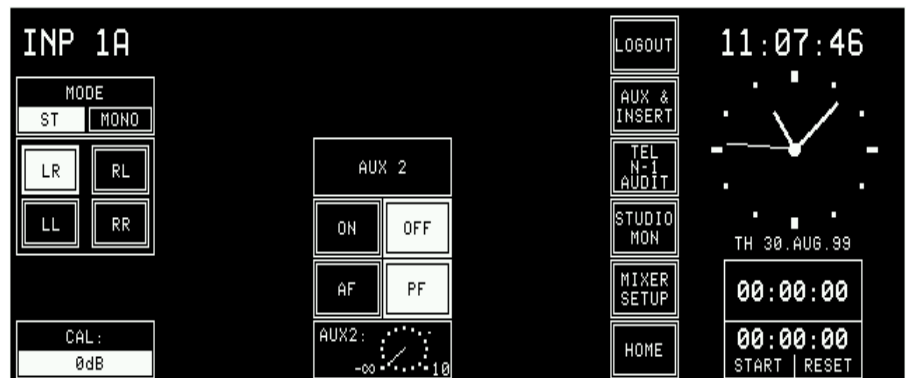 INP 1A
MODE
ST MONO
LR RL
LL RR
CAL:
0dB
AUX 2
ON OFF
AF PF
AUX2:
-∞ 10
LOGOUT
AUX &
INSERT
TEL
N-1
AUDIT
STUDIO
MON
MIXER
SETUP
HOME
11:07:46
TH 30.AUG.99
00:00:00
00:00:00
START RESET